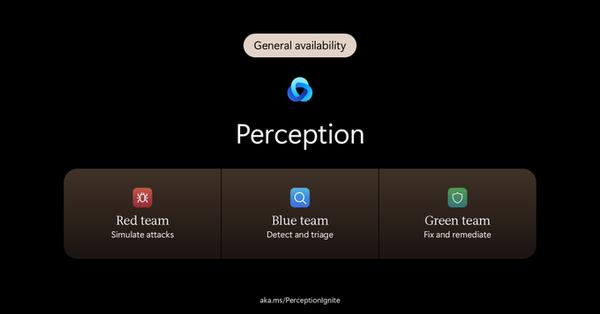 General availability
Perception
Red team
Simulate attacks
Blue team
Detect and triage
Green team
Fix and remediate
aka.ms/PerceptionIgnite